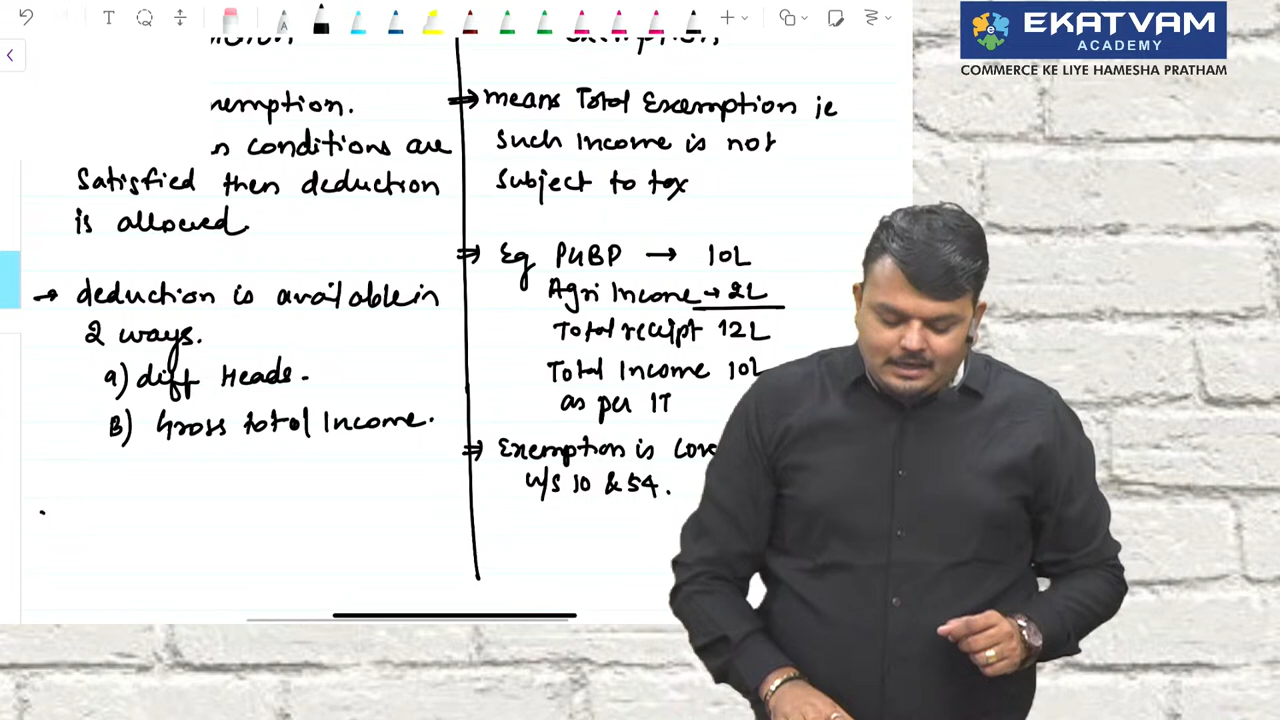 EKATVAM
ACADEMY
COMMERCE KE LIYE HAMESHA PRATHAM
conditions are
Satisfied then deduction
is allowed.
→ deduction is available in
2 ways.
a) diff Heads.
B) Gross total Income.
⇒ means Total Exemption ie
Such Income is not
Subject to tax
⇒ Eg PGBP → 10L
Agri Income → 2L
Total receipt 12L
Total Income 10L
as per IT
⇒ Exemption is
u/s 10 & 54.